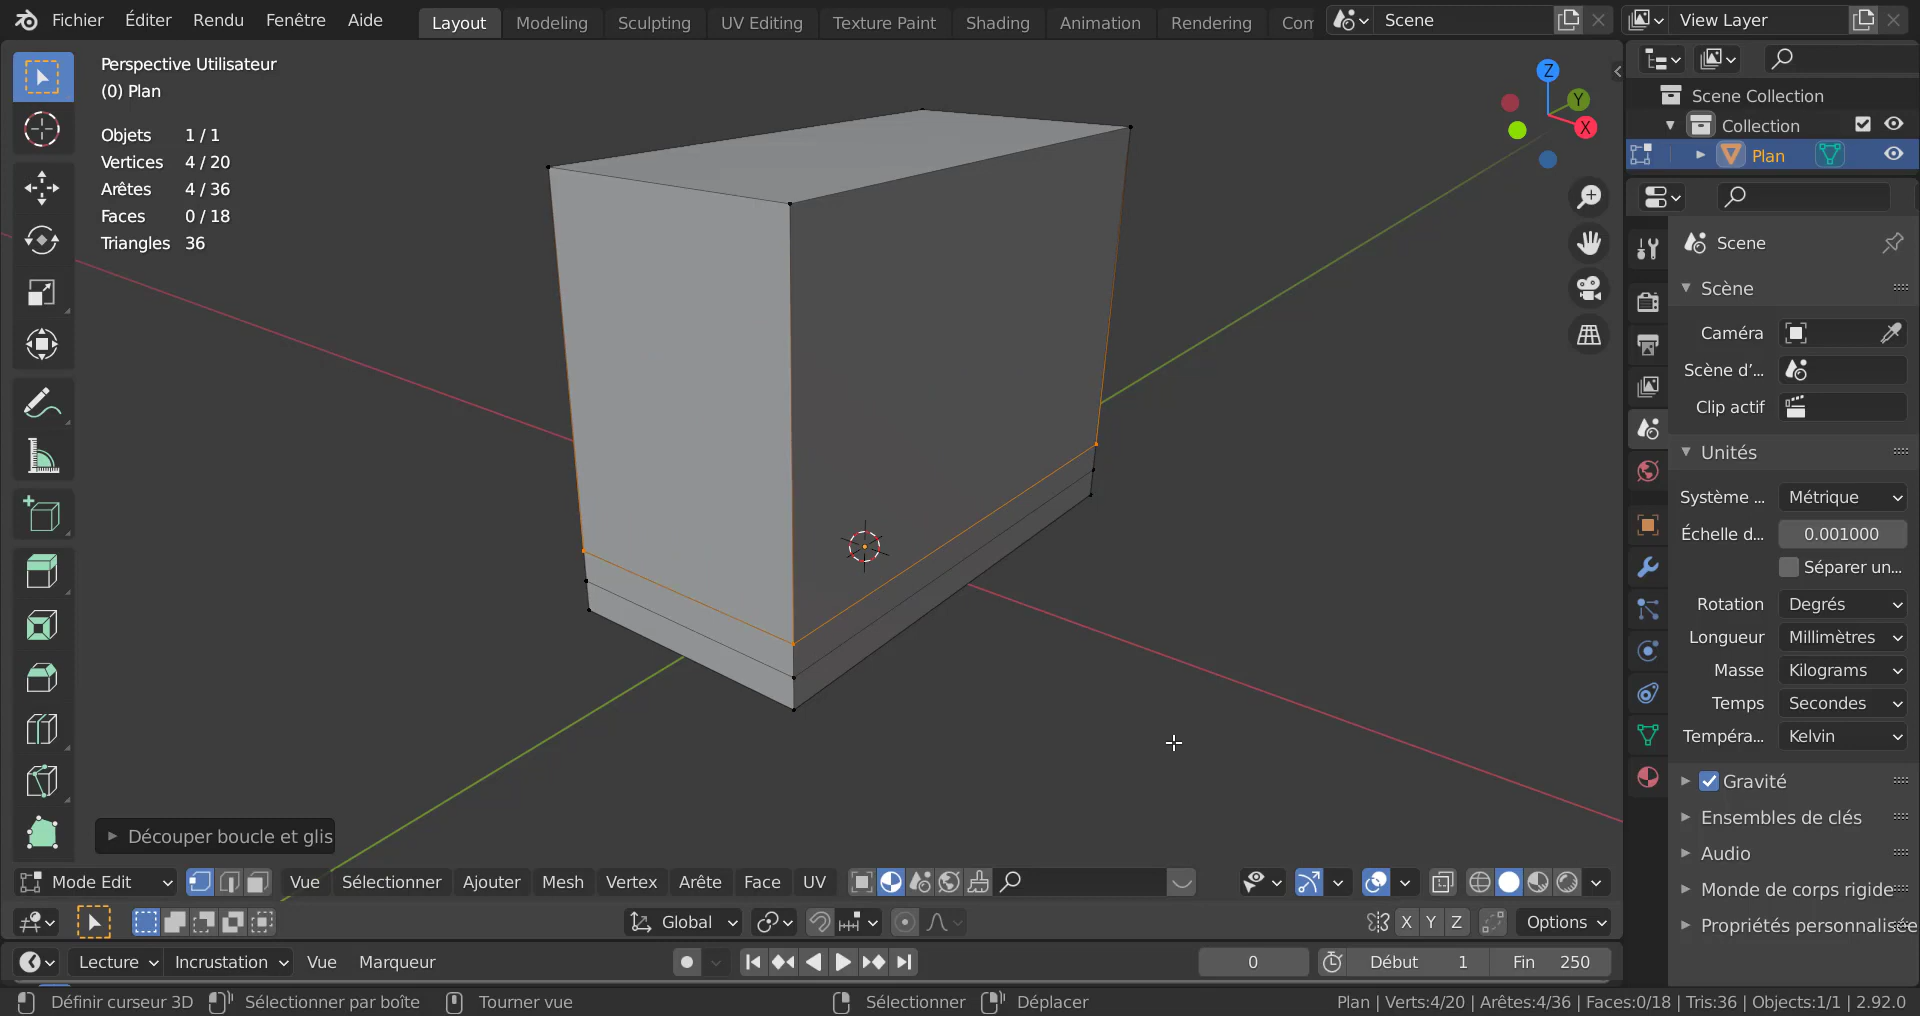 Fichier Éditer Rendu Fenêtre Aide Layout Modeling Sculpting UV Editing Texture Paint Shading Animation Rendering Com Scene View Layer
Perspective Utilisateur
(0) Plan
Objets 1 / 1
Vertices 4 / 20
Arêtes 4 / 36
Faces 0 / 18
Triangles 36
Z
Y
X
Scene Collection
Collection
Plan
Scene
Scène
Caméra
Scène d'...
Clip actif
Unités
Système ... Métrique
Échelle d... 0.001000
Séparer un...
Rotation Degrés
Longueur Millimètres
Masse Kilograms
Temps Secondes
Tempéra... Kelvin
Gravité
Ensembles de clés
Audio
Monde de corps rigide
Propriétés personnalisée
Découper boucle et glis
Mode Edit Vue Sélectionner Ajouter Mesh Vertex Arête Face UV
Global X Y Z Options
Lecture Incrustation Vue Marqueur 0 Début 1 Fin 250
Définir curseur 3D Sélectionner par boîte Tourner vue Sélectionner Déplacer Plan | Verts:4/20 | Arêtes:4/36 | Faces:0/18 | Tris:36 | Objects:1/1 | 2.92.0